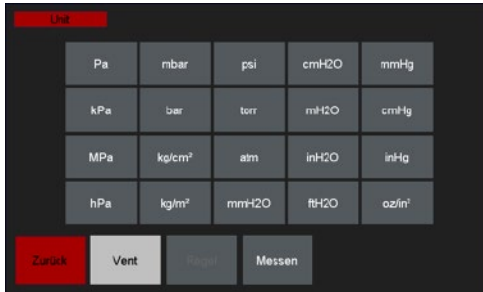 Unit
Pa mbar psi cmH2O mmHg
kPa bar torr mH2O cmHg
MPa kg/cm² atm inH2O inHg
hPa kg/m² mmH2O ftH2O oz/in²
Zurück Vent Regel Messen